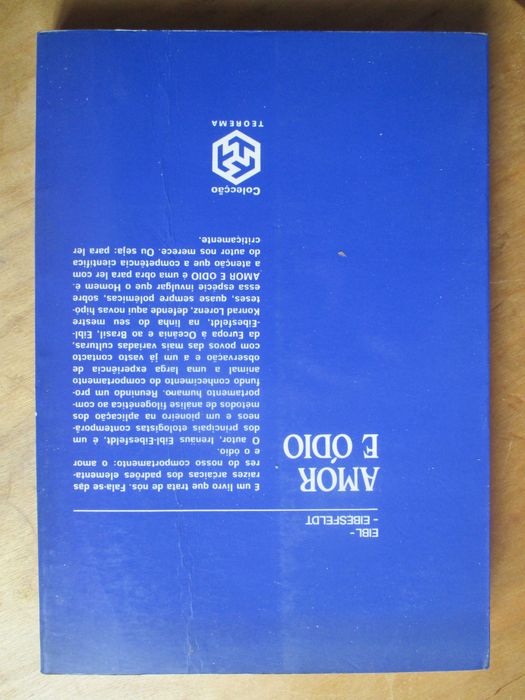 EIBL-
- EIBESFELDT
AMOR
E ÓDIO
É um livro que trata de nós. Fala-se das
raízes arcaicas dos padrões elementa-
res do nosso comportamento: o amor
e o ódio.
O autor, Irenäus Eibl-Eibesfeldt, é um
dos principais etologistas contemporâ-
neos e um pioneiro na aplicação dos
métodos de análise filogenética ao com-
portamento humano. Reunindo um pro-
fundo conhecimento do comportamento
animal a uma larga experiência de
observação e a um já vasto contacto
com povos das mais variadas culturas,
da Europa à Oceânia e ao Brasil, Eibl-
-Eibesfeldt, na linha do seu mestre
Konrad Lorenz, defende aqui novas hipó-
teses, quase sempre polémicas, sobre
essa espécie invulgar que o Homem é.
AMOR E ODIO é uma obra para ler com
a atenção que a competência científica
do autor nos merece. Ou seja: para ler
criticamente.
Colecção
TEOREMA